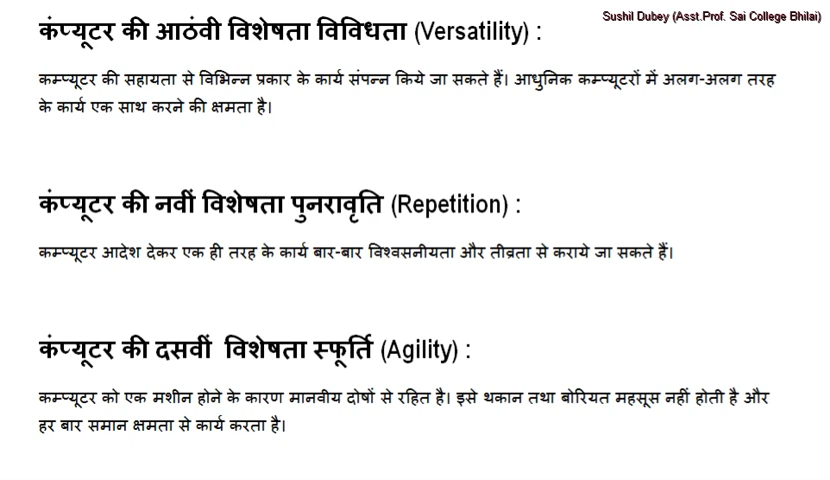 Sushil Dubey (Asst.Prof. Sai College Bhilai)
कंप्यूटर की आठंवी विशेषता विविधता (Versatility) :
कम्प्यूटर की सहायता से विभिन्न प्रकार के कार्य संपन्न किये जा सकते हैं। आधुनिक कम्प्यूटरों में अलग-अलग तरह
के कार्य एक साथ करने की क्षमता है।
कंप्यूटर की नवीं विशेषता पुनरावृति (Repetition) :
कम्प्यूटर आदेश देकर एक ही तरह के कार्य बार-बार विश्वसनीयता और तीव्रता से कराये जा सकते हैं।
कंप्यूटर की दसवीं विशेषता स्फूर्ति (Agility) :
कम्प्यूटर को एक मशीन होने के कारण मानवीय दोषों से रहित है। इसे थकान तथा बोरियत महसूस नहीं होती है और
हर बार समान क्षमता से कार्य करता है।